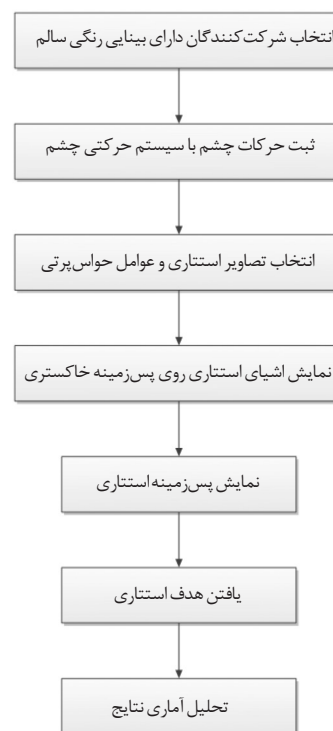 انتخاب شرکت‌کنندگان دارای بینایی رنگی سالم
ثبت حرکات چشم با سیستم حرکتی چشم
انتخاب تصاویر استتاری و عوامل حواس‌پرتی
نمایش اشیای استتاری روی پس‌زمینه خاکستری
نمایش پس‌زمینه استتاری
یافتن هدف استتاری
تحلیل آماری نتایج